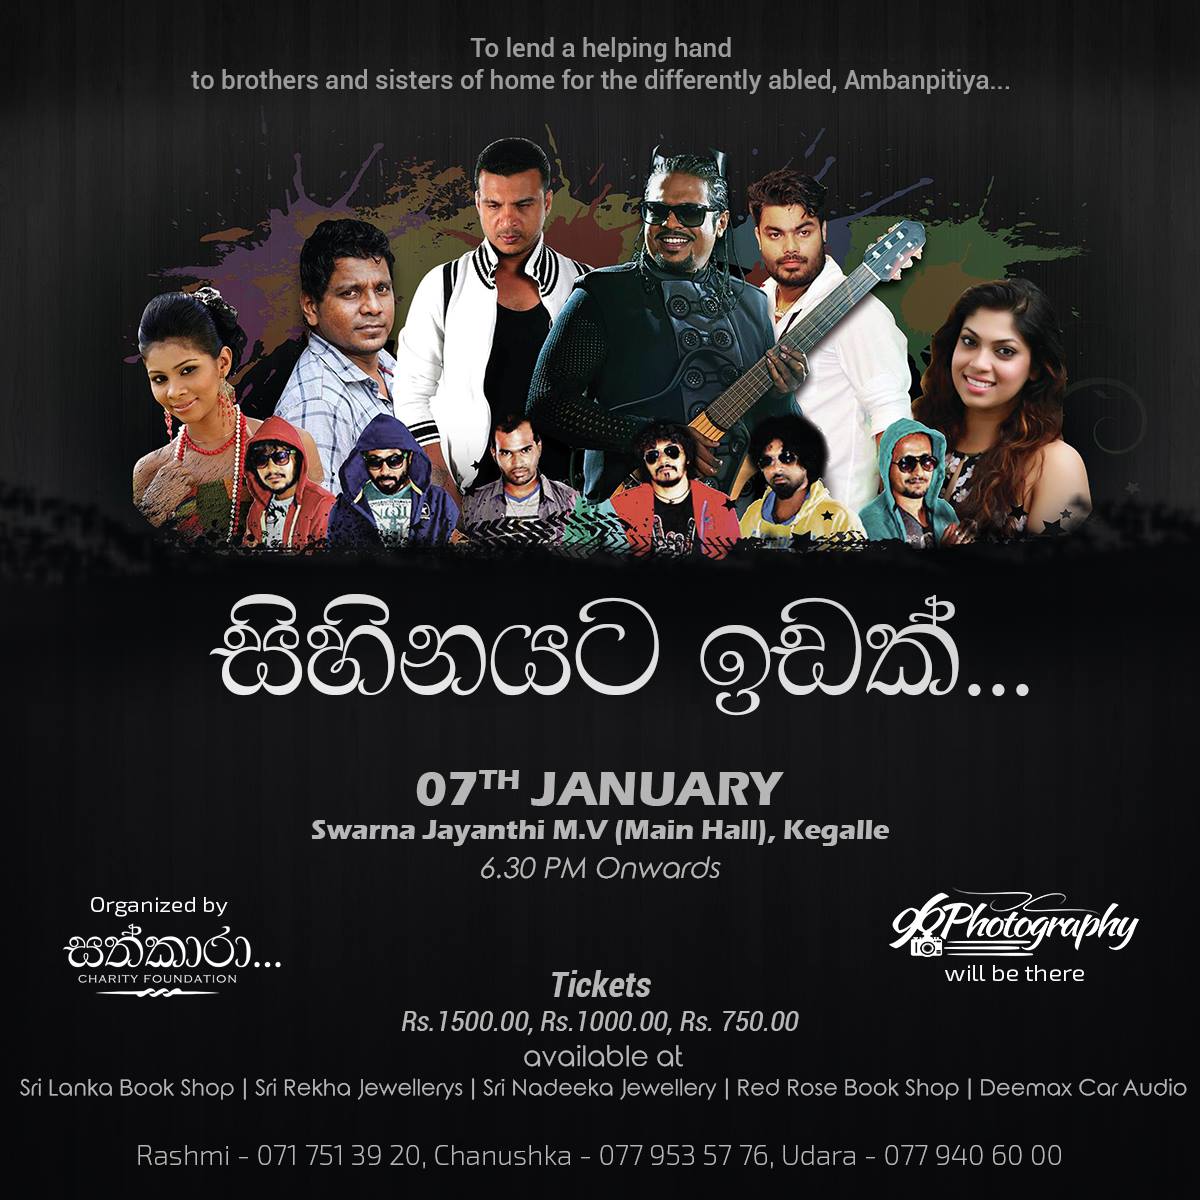 To lend a helping hand
to brothers and sisters of home for the differently abled, Ambanpitiya...
සිහිනයට ඉඩක්...
07TH JANUARY
Swarna Jayanthi M.V (Main Hall), Kegalle
6.30 PM Onwards
Organized by
සත්කාරා...
CHARITY FOUNDATION
96Photography
will be there
Tickets
Rs.1500.00, Rs.1000.00, Rs. 750.00
available at
Sri Lanka Book Shop | Sri Rekha Jewellerys | Sri Nadeeka Jewellery | Red Rose Book Shop | Deemax Car Audio
Rashmi - 071 751 39 20, Chanushka - 077 953 57 76, Udara - 077 940 60 00